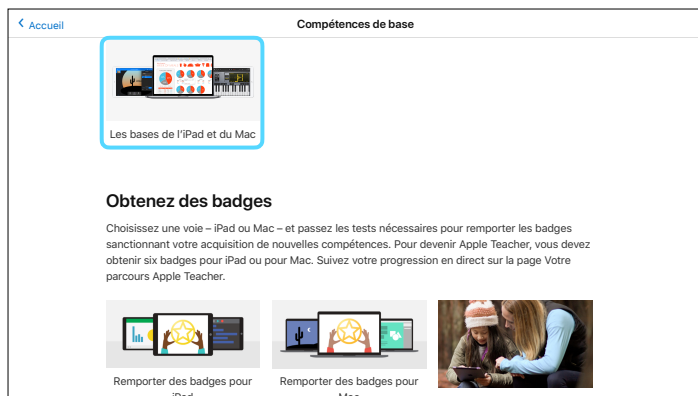 Accueil
Compétences de base
Les bases de l’iPad et du Mac
Obtenez des badges
Choisissez une voie – iPad ou Mac – et passez les tests nécessaires pour remporter les badges
sanctionnant votre acquisition de nouvelles compétences. Pour devenir Apple Teacher, vous devez
obtenir six badges pour iPad ou pour Mac. Suivez votre progression en direct sur la page Votre
parcours Apple Teacher.
Remporter des badges pour
iPad
Remporter des badges pour
Mac